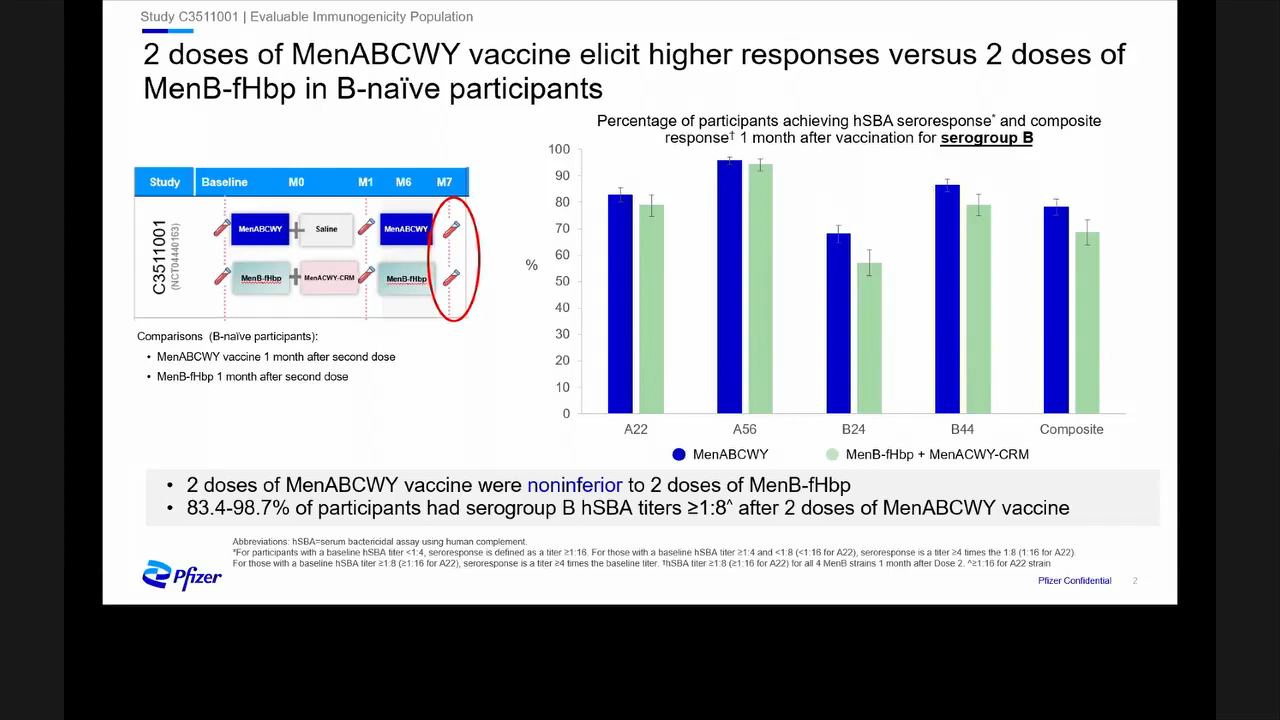 Study C3511001 | Evaluable Immunogenicity Population
2 doses of MenABCWY vaccine elicit higher responses versus 2 doses of
MenB-fHbp in B-naïve participants
Study Baseline M0 M1 M6 M7
C3511001
(NCT04440163)
MenABCWY + Saline MenABCWY
MenB-fHbp + MenACWY-CRM MenB-fHbp
Comparisons (B-naïve participants):
• MenABCWY vaccine 1 month after second dose
• MenB-fHbp 1 month after second dose
Percentage of participants achieving hSBA seroresponse* and composite
response† 1 month after vaccination for serogroup B
100
90
80
70
60
50
40
30
20
10
0
%
A22 A56 B24 B44 Composite
MenABCWY MenB-fHbp + MenACWY-CRM
• 2 doses of MenABCWY vaccine were noninferior to 2 doses of MenB-fHbp
• 83.4-98.7% of participants had serogroup B hSBA titers ≥1:8^ after 2 doses of MenABCWY vaccine
Abbreviations: hSBA=serum bactericidal assay using human complement.
*For participants with a baseline hSBA titer <1:4, seroresponse is defined as a titer ≥1:16. For those with a baseline hSBA titer ≥1:4 and <1:8 (<1:16 for A22), seroresponse is a titer ≥4 times the 1:8 (1:16 for A22).
For those with a baseline hSBA titer ≥1:8 (≥1:16 for A22), seroresponse is a titer ≥4 times the baseline titer. †hSBA titer ≥1:8 (≥1:16 for A22) for all 4 MenB strains 1 month after Dose 2. ^≥1:16 for A22 strain
Pfizer
Pfizer Confidential 2